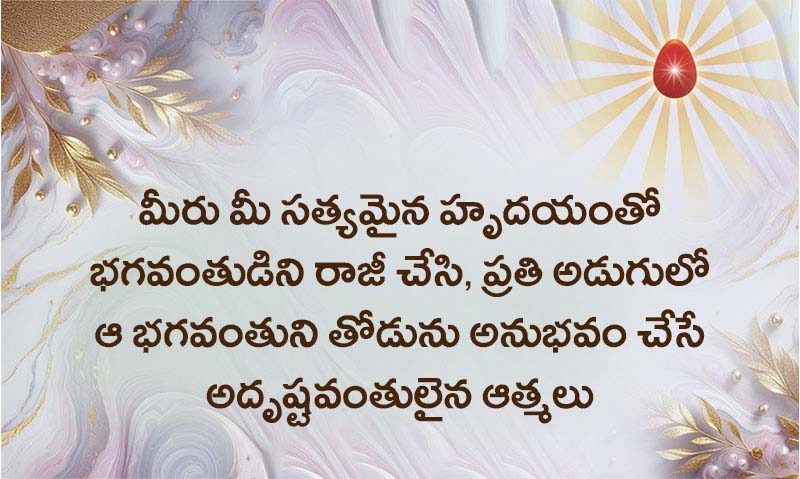 మీరు మీ సత్యమైన హృదయంతో
భగవంతుడిని రాజీ చేసి, ప్రతి అడుగులో
ఆ భగవంతుని తోడును అనుభవం చేసే
అదృష్టవంతులైన ఆత్మలు